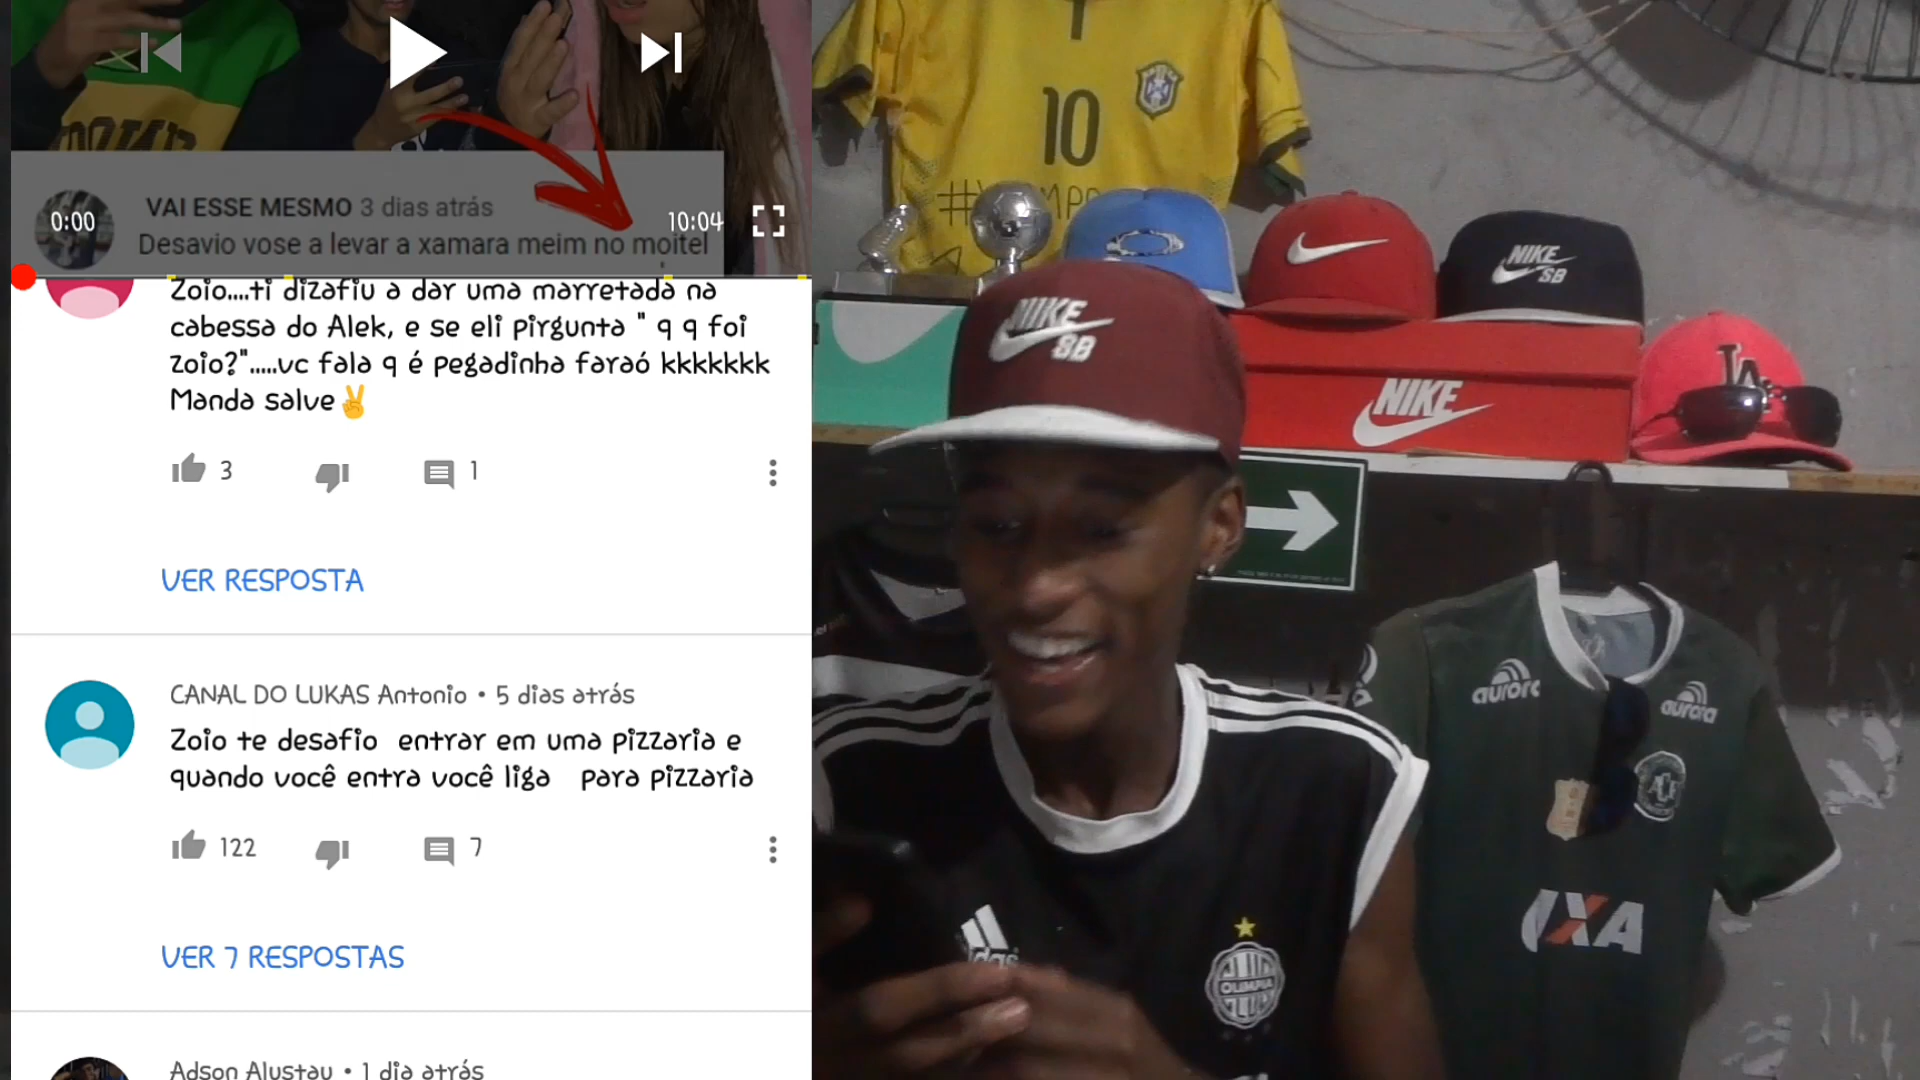 VAI ESSE MESMO 3 dias atrás
0:00
10:04
Desavio vose a levar a xamara meim no moitel
Zoio....ti dizafiu a dar uma marretada na
cabessa do Alek, e se eli pirgunta " q q foi
zoio?".....vc fala q é pegadinha faraó kkkkkkk
Manda salve✌
3
1
VER RESPOSTA
CANAL DO LUKAS Antonio • 5 dias atrás
Zoio te desafio entrar em uma pizzaria e
quando você entra você liga para pizzaria
122
7
VER 7 RESPOSTAS
Adson Alustau • 1 dia atrás
10
NIKE
SB
NIKE
SB
NIKE
LA
aurora
aurora
OLIMPIA